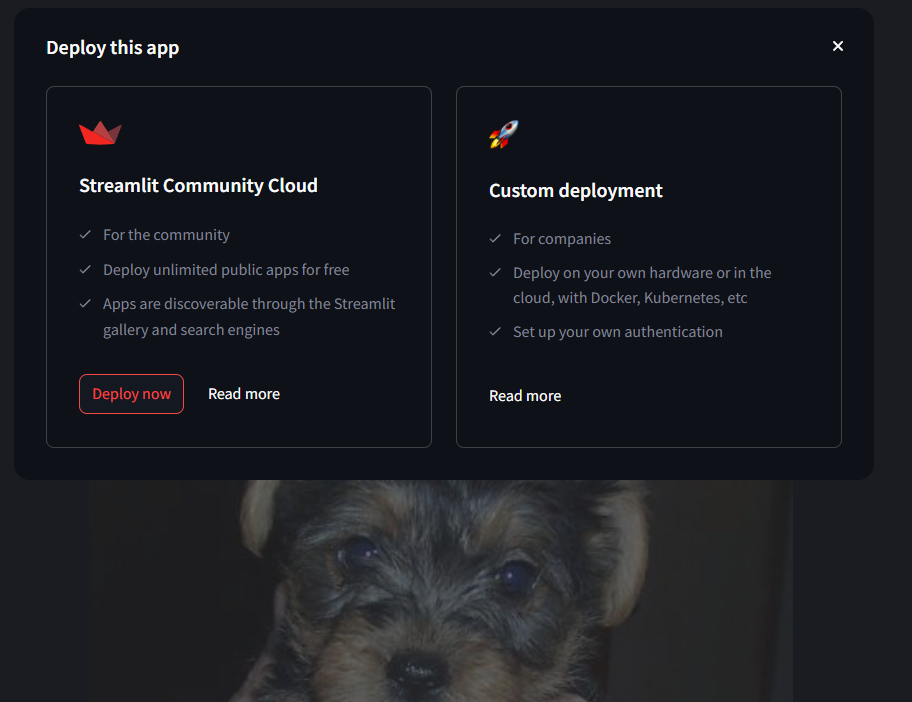 Deploy this app
Streamlit Community Cloud
For the community
Deploy unlimited public apps for free
Apps are discoverable through the Streamlit
gallery and search engines
Deploy now
Read more
Custom deployment
For companies
Deploy on your own hardware or in the
cloud, with Docker, Kubernetes, etc
Set up your own authentication
Read more